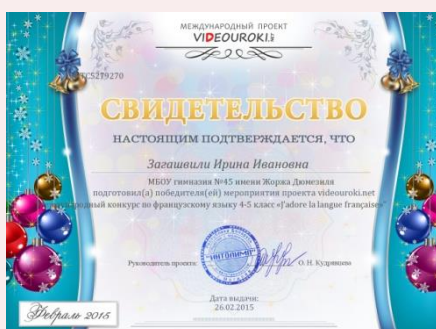 МЕЖДУНАРОДНЫЙ ПРОЕКТ
VIDEOUROKI
СВИДЕТЕЛЬСТВО
НАСТОЯЩИМ ПОДТВЕРЖДАЕТСЯ, ЧТО
Загашвили Ирина Ивановна
МБОУ гимназия №45 имени Жоржа Дюмезиля
подготовил(а) победителя(ей) мероприятия проекта videouroki.net
конкурс по французскому языку 4-5 класс «J'adore la langue française»
Руководитель проекта:
О. Н. Кудрявцева
Дата выдачи:
26.02.2015
Февраль 2015